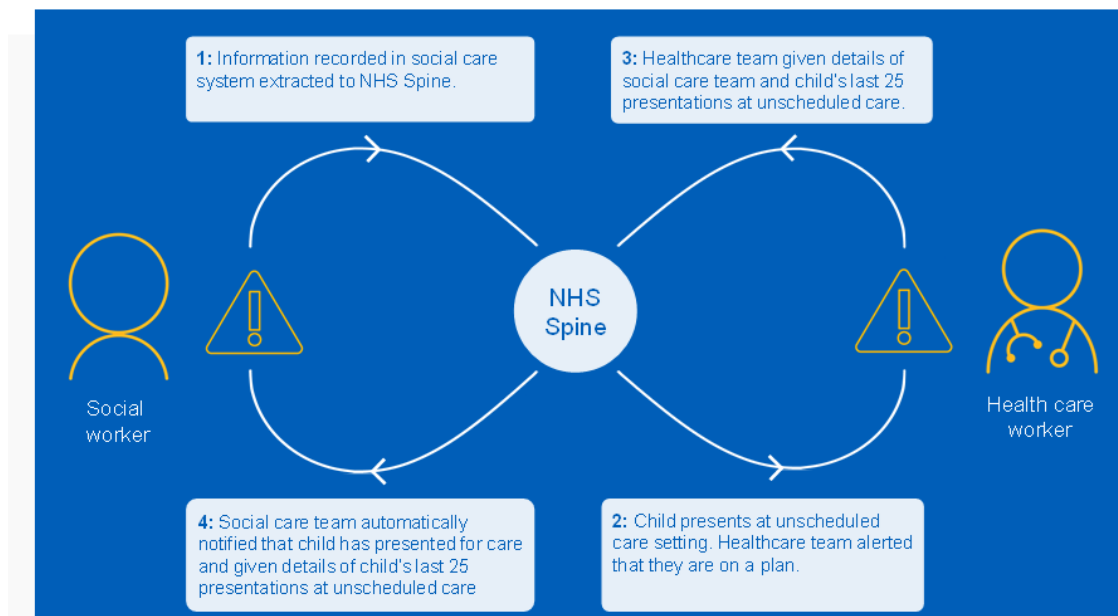 1: Information recorded in social care
system extracted to NHS Spine.
3: Healthcare team given details of
social care team and child's last 25
presentations at unscheduled care.
NHS
Spine
Social
worker
Health care
worker
4: Social care team automatically
notified that child has presented for care
and given details of child's last 25
presentations at unscheduled care
2: Child presents at unscheduled
care setting. Healthcare team alerted
that they are on a plan.